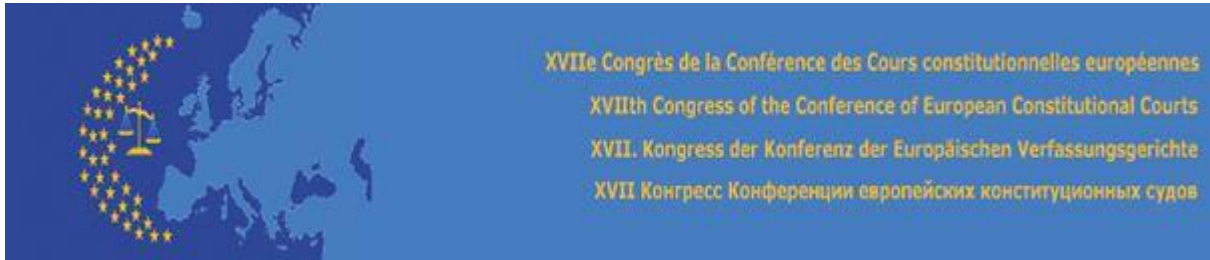 XVIIe Congrès de la Conférence des Cours constitutionnelles européennes
XVIIth Congress of the Conference of European Constitutional Courts
XVII. Kongress der Konferenz der Europäischen Verfassungsgerichte
XVII Конгресс Конференции европейских конституционных судов